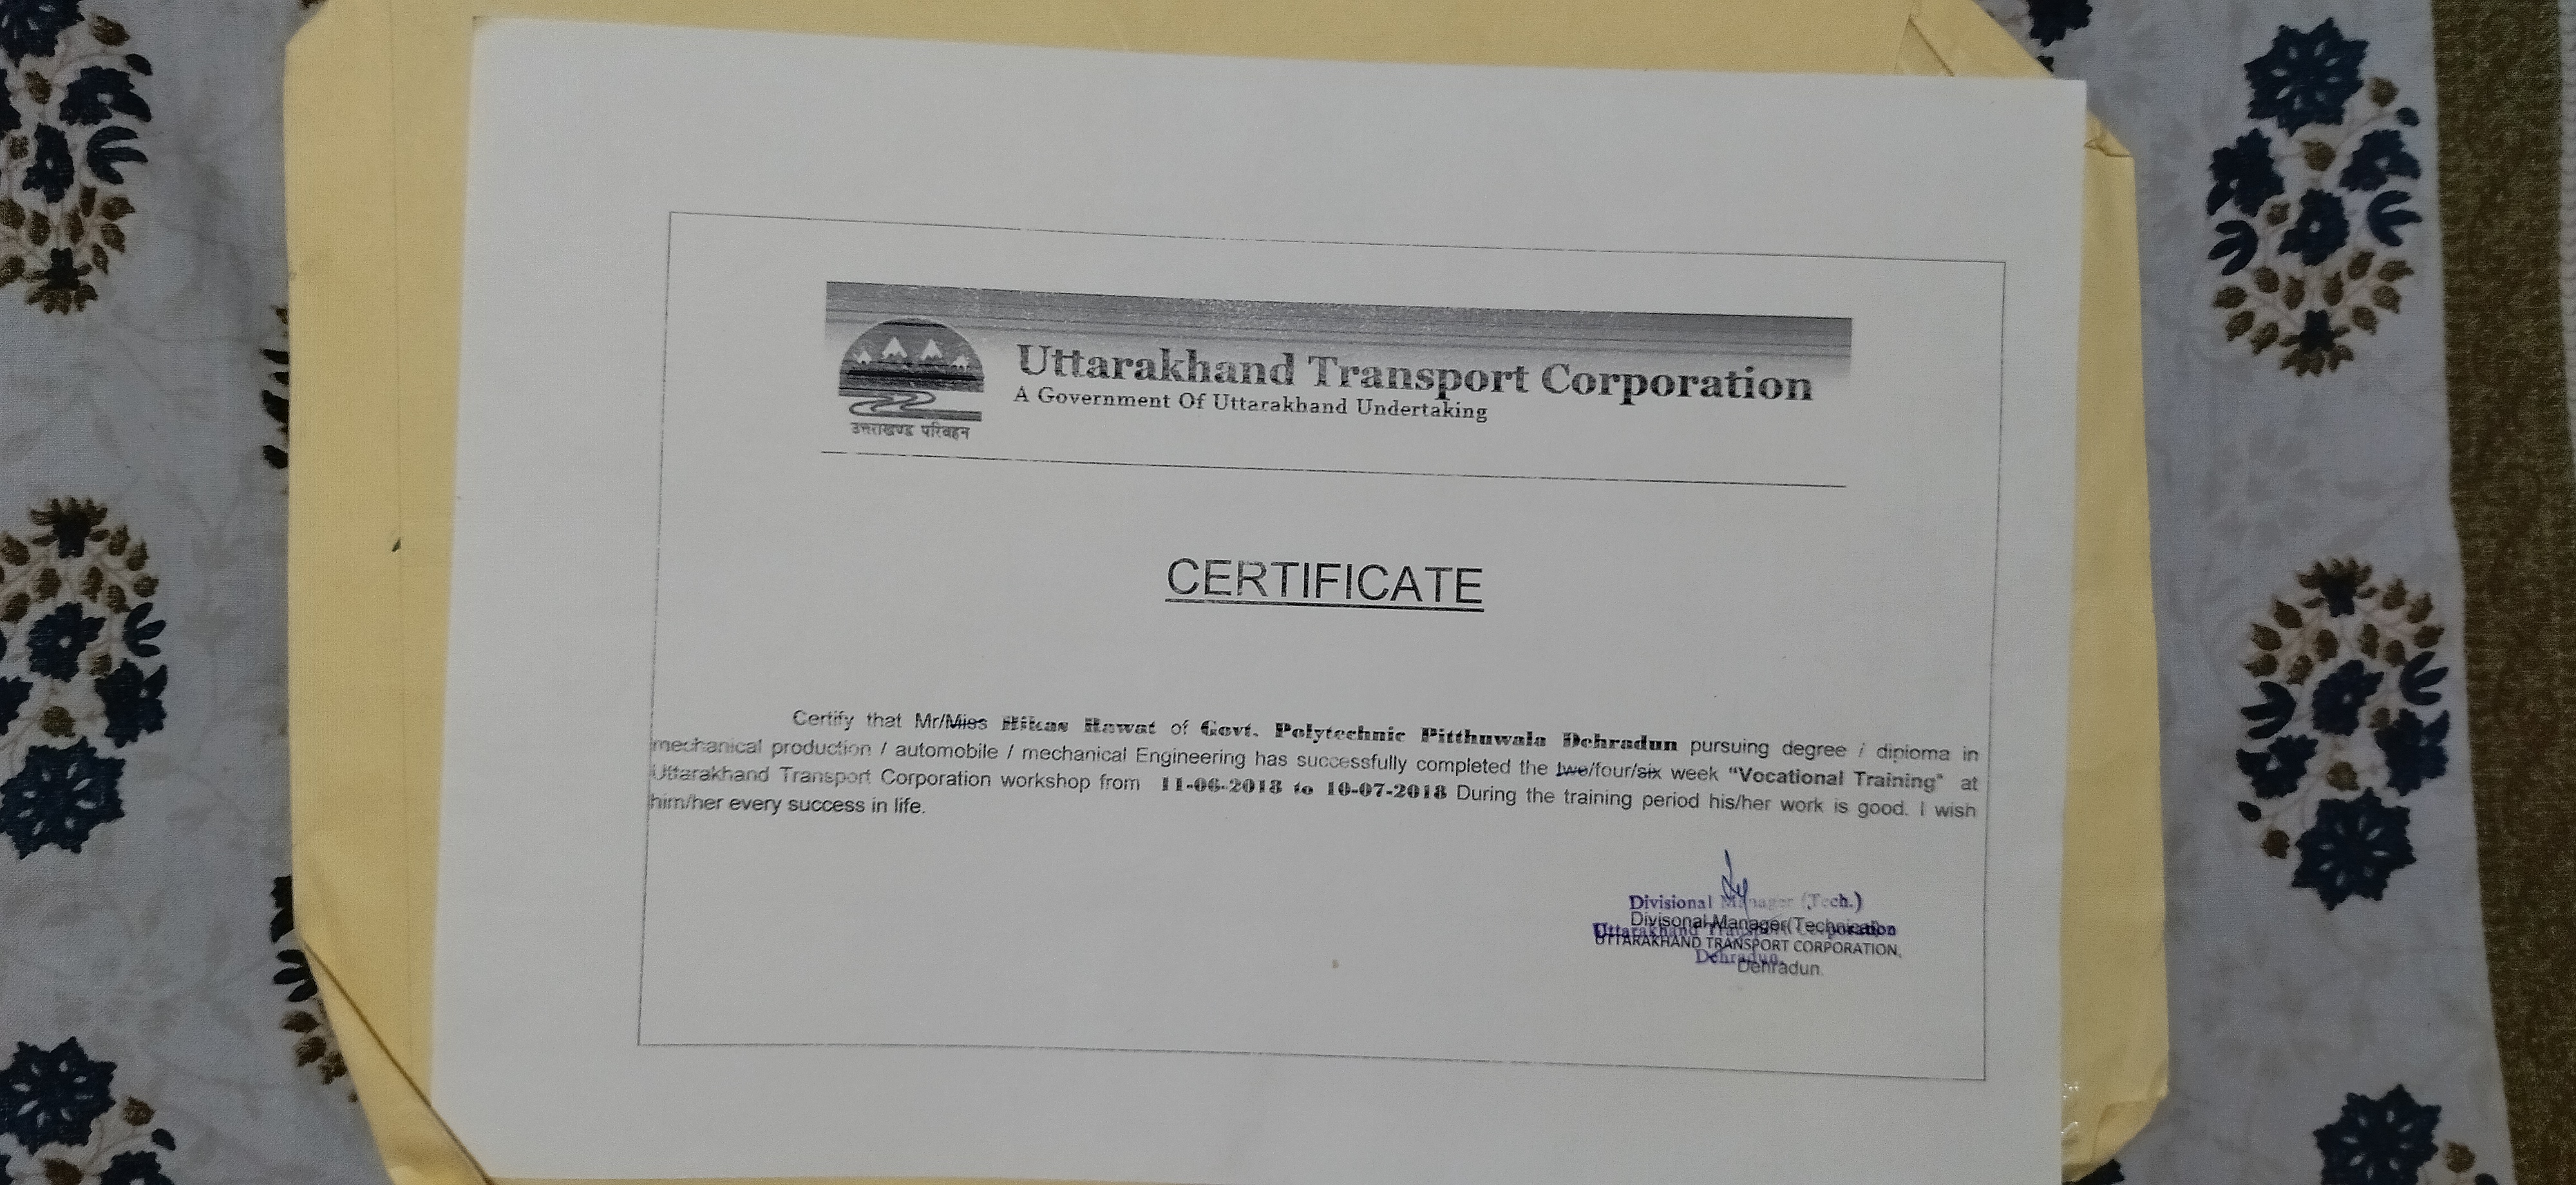 Uttarakhand Transport Corporation
A Government Of Uttarakhand Undertaking
उत्तराखण्ड परिवहन
CERTIFICATE
Certify that Mr/Miss Hikas Rawat of Govt. Polytechnic Pitthuwala Dehradun pursuing degree / diploma in
mechanical production / automobile / mechanical Engineering has successfully completed the two/four/six week "Vocational Training" at
Uttarakhand Transport Corporation workshop from 11-06-2018 to 10-07-2018 During the training period his/her work is good. I wish
him/her every success in life.
Divisional Manager (Tech.)
Divisonal Manager(Technical)
Uttarakhand Transport Corporation
UTTARAKHAND TRANSPORT CORPORATION,
Dehradun.
Dehradun.